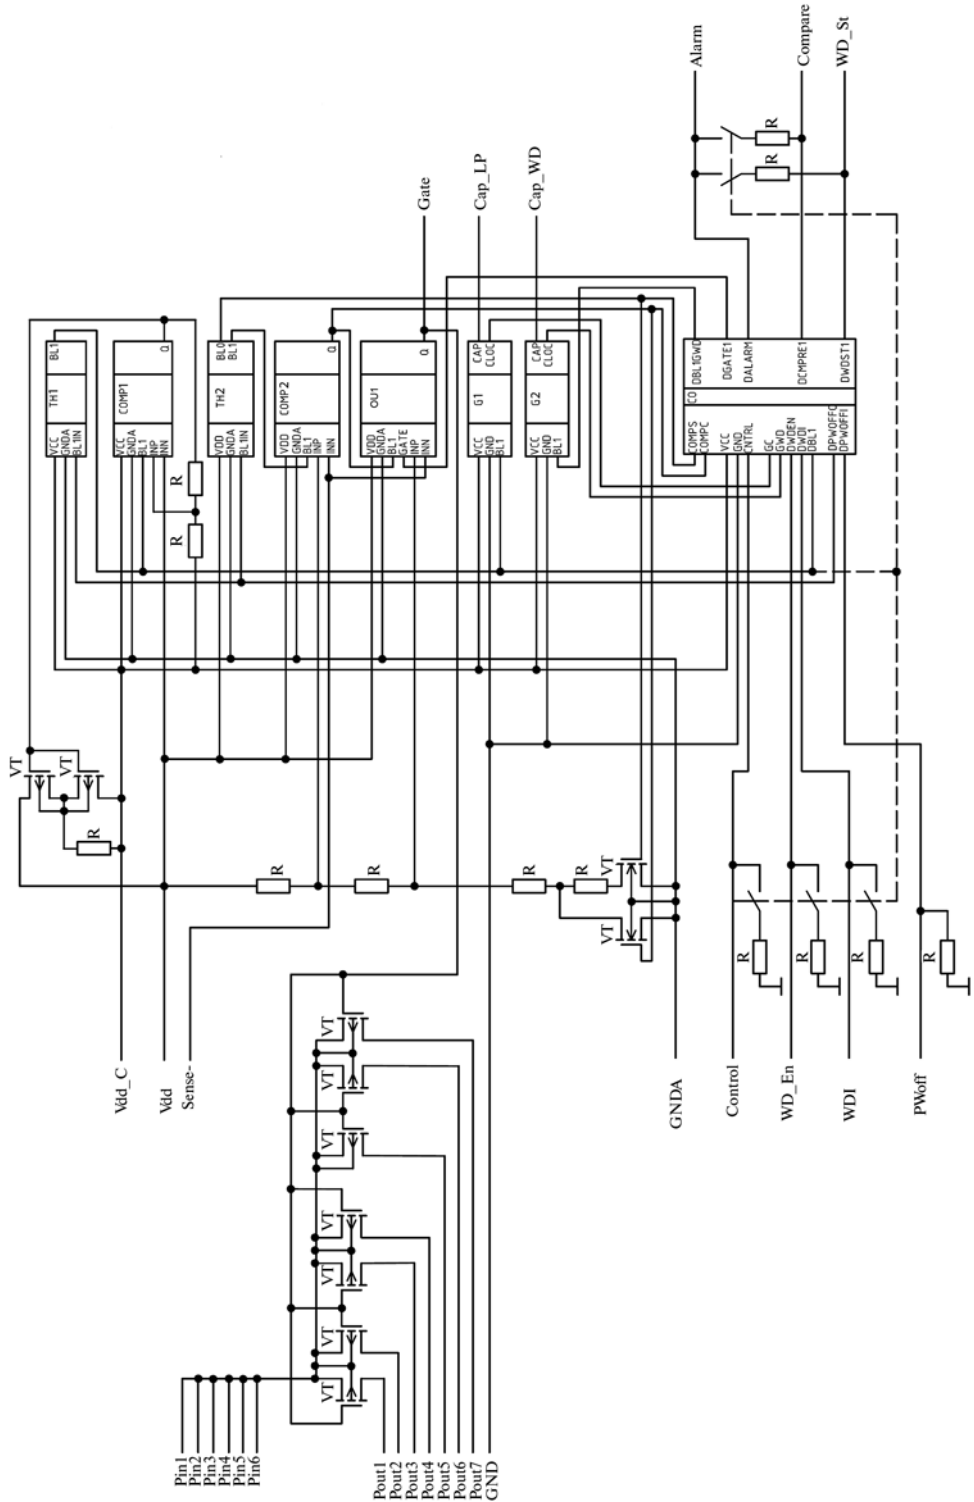 Alarm
Compare
WD_St
R
R
Gate
Cap_LP
Cap_WD
TH1
BL1
VCC
GNDA
BL1IN
COMP1
Q
VCC
GNDA
BL1
INP
INN
R
R
TH2
BL0
BL1
VDD
GNDA
BL1IN
COMP2
Q
VDD
GNDA
BL1
INP
INN
OU1
Q
VDD
GNDA
BL1
GATE
INP
INN
G1
CAP
CLOC
VCC
GND
BL1
G2
CAP
CLOC
VCC
GND
BL1
CO
DBL1GWD
DGATE1
DALARM
DCMPRE1
DWDST1
COMPS
COMPC
VCC
GND
CNTRL
GC
GWD
DWDEN
DWDI
DBL1
DPWOFFC
DPWOFFI
VT
VT
R
R
R
R
R
VT
VT
R
R
R
R
Vdd_C
Vdd
Sense-
GNDA
Control
WD_En
WDI
PWoff
VT
VT
VT
VT
VT
VT
VT
Pin1
Pin2
Pin3
Pin4
Pin5
Pin6
Pout1
Pout2
Pout3
Pout4
Pout5
Pout6
Pout7
GND